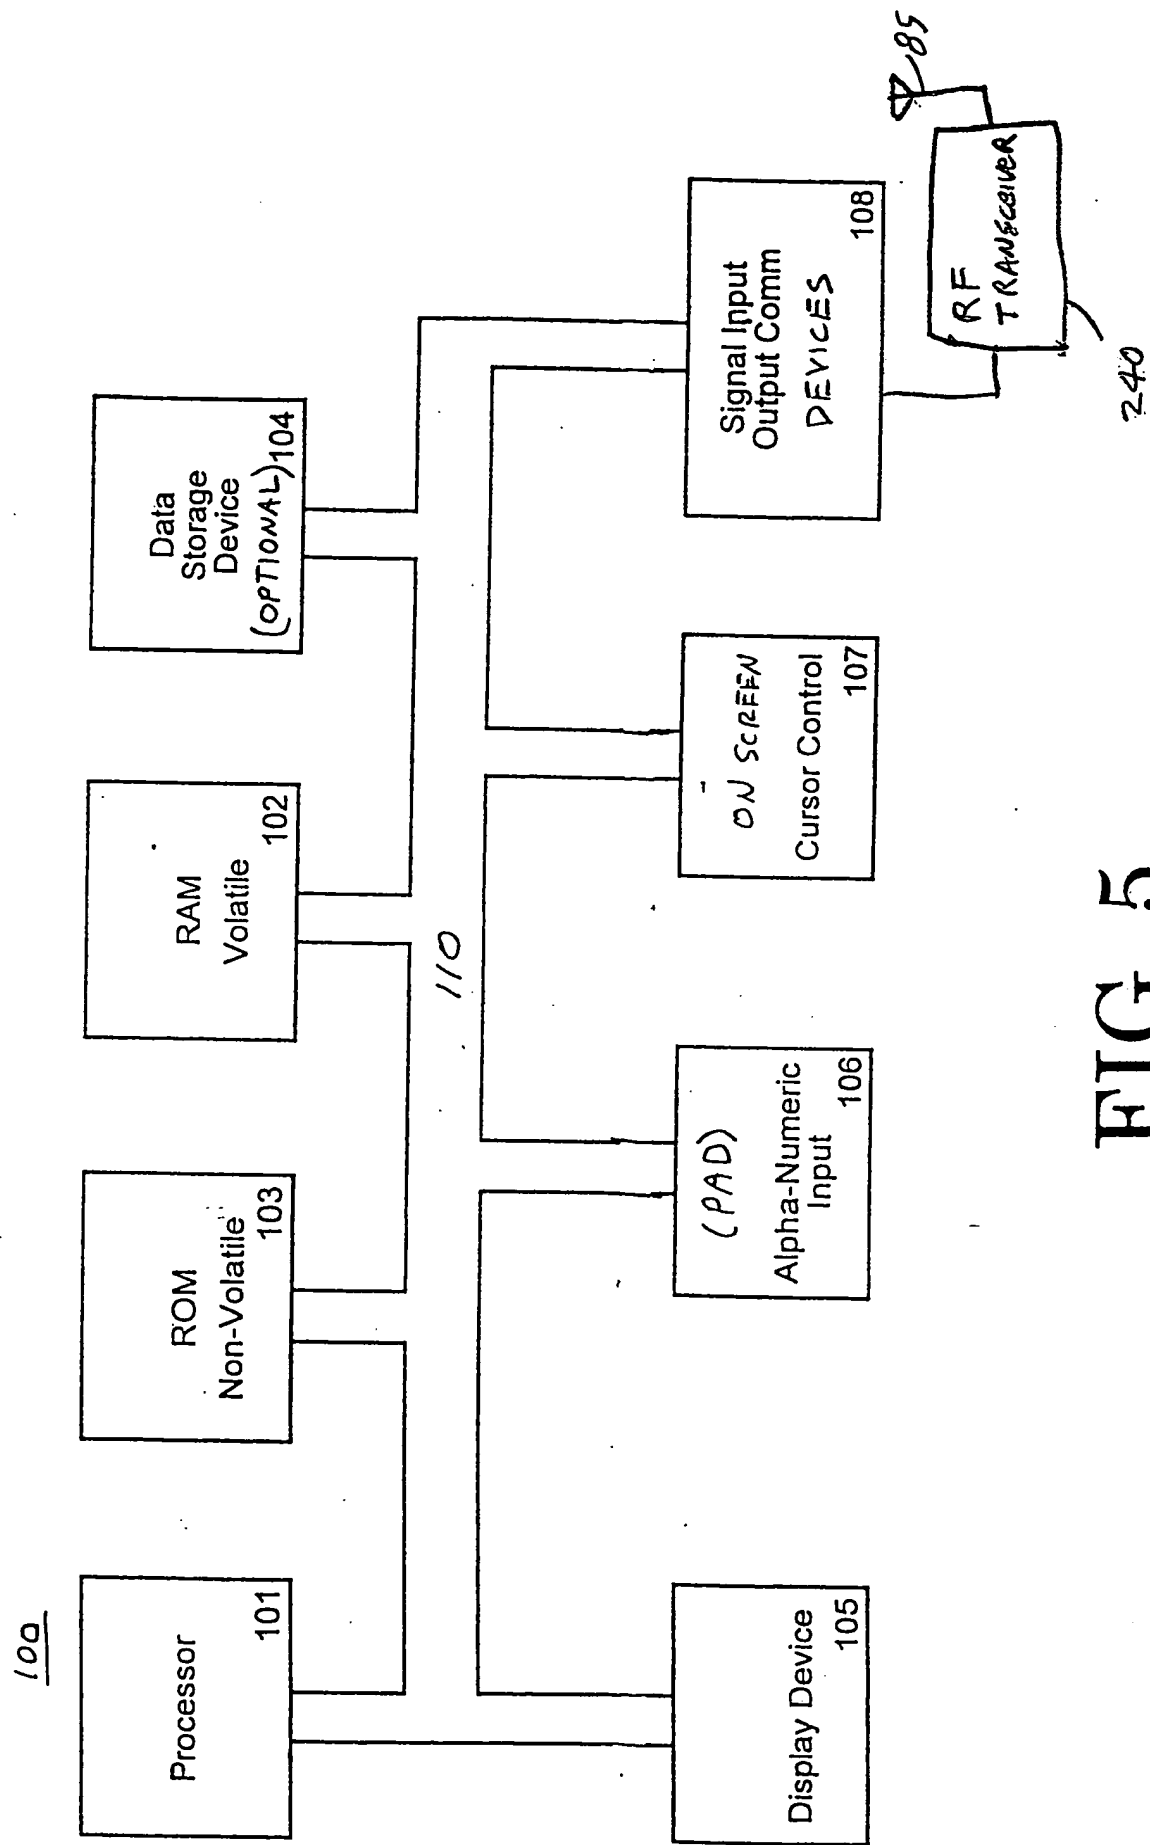 100
Processor
101
ROM
Non-Volatile
103
RAM
Volatile
102
Data
Storage
Device
(OPTIONAL)
104
110
Display Device
105
(PAD)
Alpha-Numeric
Input
106
ON SCREEN
Cursor Control
107
Signal Input
Output Comm
DEVICES
108
RF
TRANSCEIVER
85
240
FIG 5